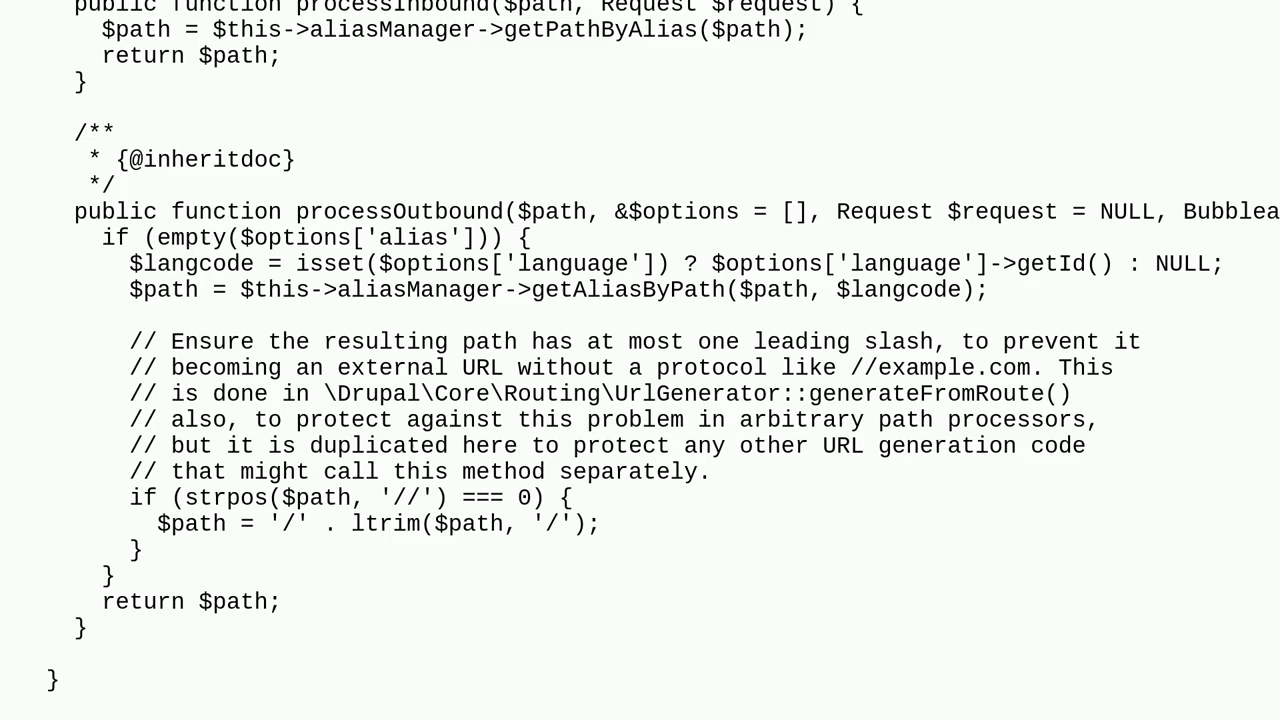 public function processInbound($path, Request $request) {
$path = $this->aliasManager->getPathByAlias($path);
return $path;
}
/**
* {@inheritdoc}
*/
public function processOutbound($path, &$options = [], Request $request = NULL, Bubblea
if (empty($options['alias'])) {
$langcode = isset($options['language']) ? $options['language']->getId() : NULL;
$path = $this->aliasManager->getAliasByPath($path, $langcode);
// Ensure the resulting path has at most one leading slash, to prevent it
// becoming an external URL without a protocol like //example.com. This
// is done in \Drupal\Core\Routing\UrlGenerator::generateFromRoute()
// also, to protect against this problem in arbitrary path processors,
// but it is duplicated here to protect any other URL generation code
// that might call this method separately.
if (strpos($path, '//') === 0) {
$path = '/' . ltrim($path, '/');
}
}
return $path;
}
}